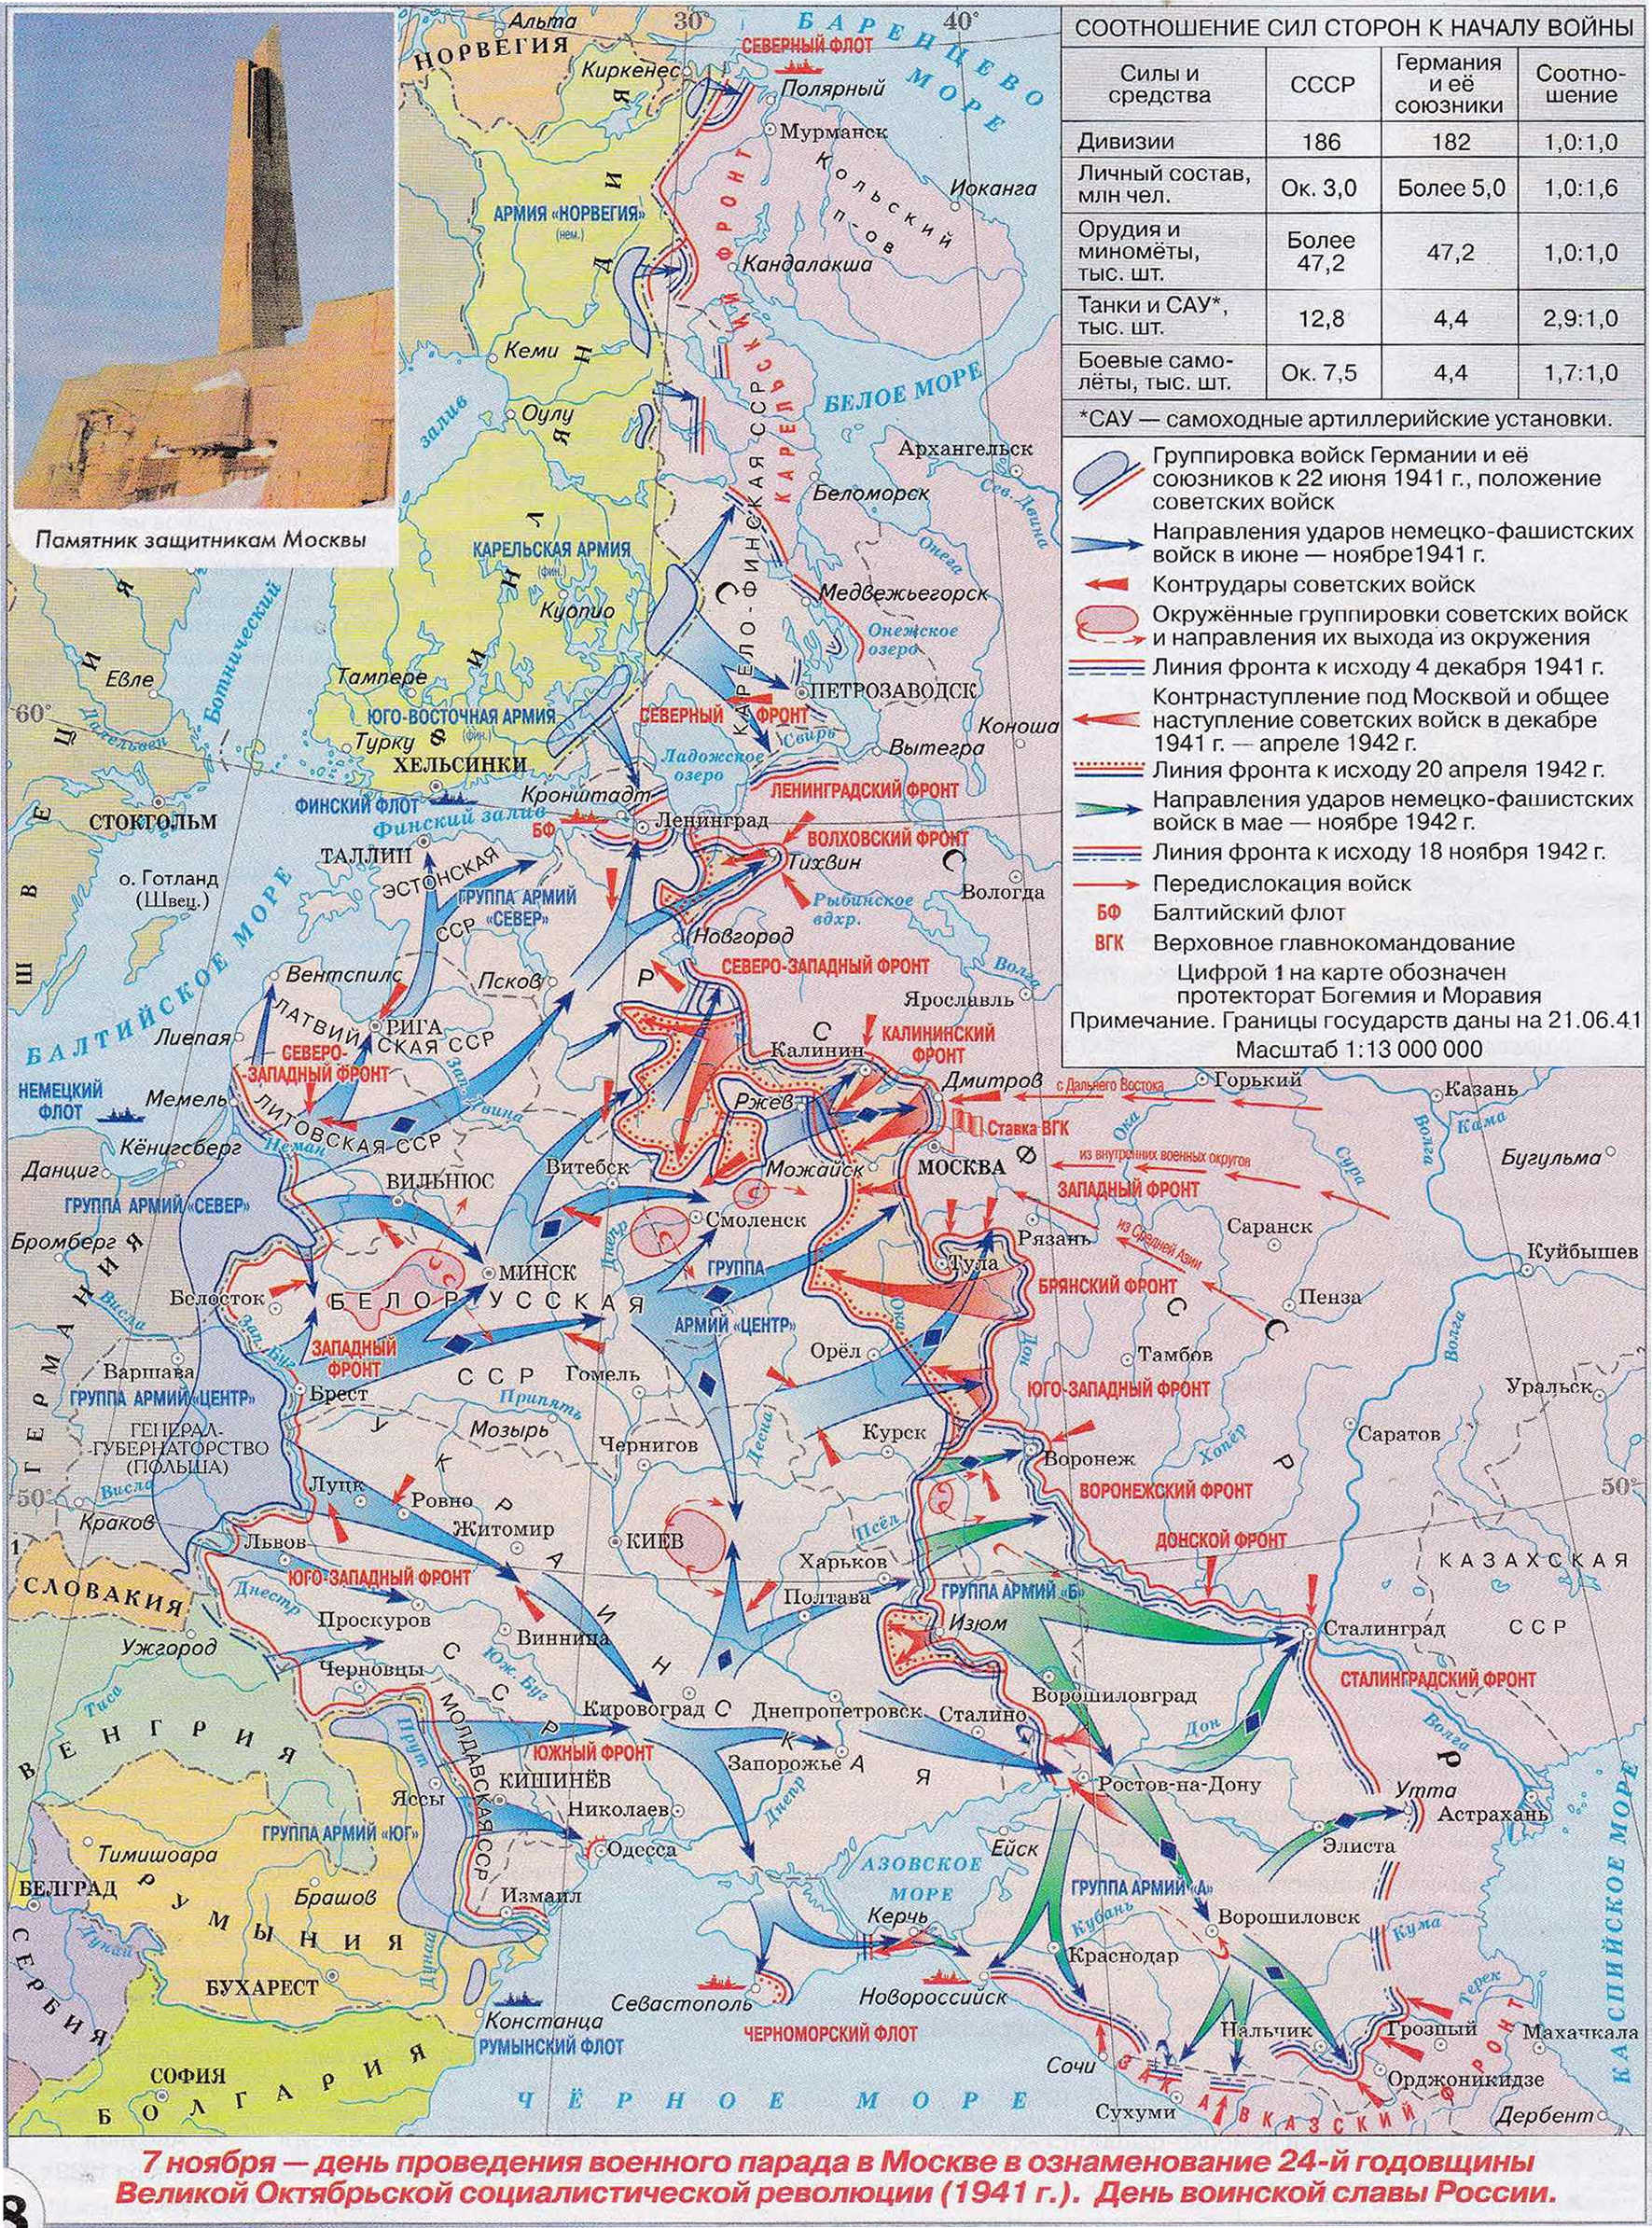 СООТНОШЕНИЕ СИЛ СТОРОН К НАЧАЛУ ВОЙНЫ
Силы и средства
СССР
Германия и её союзники
Соотно-
шение
Дивизии 186 182 1,0:1,0
Личный состав, млн чел. Ок. 3,0 Более 5,0 1,0:1,6
Орудия и миномёты, тыс. шт. Более 47,2 47,2 1,0:1,0
Танки и САУ*, тыс. шт. 12,8 4,4 2,9:1,0
Боевые само-
лёты, тыс. шт. Ок. 7,5 4,4 1,7:1,0
*САУ — самоходные артиллерийские установки.
Группировка войск Германии и её
союзников к 22 июня 1941 г., положение
советских войск
Направления ударов немецко-фашистских
войск в июне — ноябре1941 г.
Контрудары советских войск
Окружённые группировки советских войск
и направления их выхода из окружения
Линия фронта к исходу 4 декабря 1941 г.
Контрнаступление под Москвой и общее
наступление советских войск в декабре
1941 г. — апреле 1942 г.
Линия фронта к исходу 20 апреля 1942 г.
Направления ударов немецко-фашистских
войск в мае — ноябре 1942 г.
Линия фронта к исходу 18 ноября 1942 г.
Передислокация войск
БФ Балтийский флот
ВГК Верховное главнокомандование
Цифрой 1 на карте обозначен
протекторат Богемия и Моравия
Примечание. Границы государств даны на 21.06.41
Масштаб 1:13 000 000
Памятник защитникам Москвы
30°
40°
Альта
НОРВЕГИЯ
БАРЕНЦЕВО
МОРЕ
СЕВЕРНЫЙ ФЛОТ
Киркенес
Полярный
Мурманск
Кольский
п-ов
Иоканга
АРМИЯ «НОРВЕГИЯ»
(нем.)
Кандалакша
КАРЕЛЬСКИЙ ФРОНТ
Кеми
залив
Оулу
БЕЛОЕ МОРЕ
Архангельск
Сев. Двина
Беломорск
Онега
ФИНЛЯНДИЯ
КАРЕЛЬСКАЯ АРМИЯ
(фин.)
Куопио
КАРЕЛО-ФИНСКАЯ ССР
Медвежьегорск
Онежское
озеро
Ботнический
Евле
Тампере
ПЕТРОЗАВОДСК
60°
Далельвен
ЮГО-ВОСТОЧНАЯ АРМИЯ
(фин.)
СЕВЕРНЫЙ ФРОНТ
Коноша
Турку
Свирь
Вытегра
ХЕЛЬСИНКИ
Ладожское
озеро
ШВЕЦИЯ
СТОКГОЛЬМ
ФИНСКИЙ ФЛОТ
Финский залив
Кронштадт
ЛЕНИНГРАДСКИЙ ФРОНТ
БФ
Ленинград
ВОЛХОВСКИЙ ФРОНТ
ТАЛЛИН
Тихвин
ЭСТОНСКАЯ
ССР
о. Готланд
(Швец.)
ГРУППА АРМИЙ
«СЕВЕР»
Вологда
Рыбинское
вдхр.
Новгород
БАЛТИЙСКОЕ МОРЕ
Вентспилс
Псков
СЕВЕРО-ЗАПАДНЫЙ ФРОНТ
Волга
Ярославль
ЛАТВИЙСКАЯ ССР
РИГА
Лиепая
Калинин
КАЛИНИНСКИЙ
ФРОНТ
СЕВЕРО-
-ЗАПАДНЫЙ ФРОНТ
Зап. Двина
Дмитров
с Дальнего Востока
Горький
Казань
НЕМЕЦКИЙ
ФЛОТ
Мемель
Ржев
ЛИТОВСКАЯ ССР
Ставка ВГК
Ока
Волга
Кама
Кёнигсберг
Неман
Данциг
Витебск
Можайск
МОСКВА
из внутренних военных округов
Сура
Бугульма
ВИЛЬНЮС
ЗАПАДНЫЙ ФРОНТ
ГРУППА АРМИЙ «СЕВЕР»
Смоленск
Днепр
Рязань
из Средней Азии
Саранск
Бромберг
Куйбышев
МИНСК
ГРУППА
АРМИЙ «ЦЕНТР»
Тула
БРЯНСКИЙ ФРОНТ
Белосток
БЕЛОРУССКАЯ
ССР
Пенза
Висла
Зап. Буг
ЗАПАДНЫЙ
ФРОНТ
Ока
Дон
ГЕРМАНИЯ
Варшава
Орёл
Тамбов
Гомель
Брест
ЮГО-ЗАПАДНЫЙ ФРОНТ
Уральск
ГРУППА АРМИЙ «ЦЕНТР»
Припять
Мозырь
ГЕНЕРАЛ-
-ГУБЕРНАТОРСТВО
(ПОЛЬША)
Чернигов
Десна
Курск
Хопёр
Саратов
Воронеж
Висла
Луцк
ВОРОНЕЖСКИЙ ФРОНТ
50°
50°
Ровно
Краков
Житомир
Псёл
КИЕВ
ДОНСКОЙ ФРОНТ
1
Львов
Харьков
КАЗАХСКАЯ
ССР
СЛОВАКИЯ
ЮГО-ЗАПАДНЫЙ ФРОНТ
Полтава
ГРУППА АРМИЙ «Б»
Днестр
Проскуров
Изюм
Сталинград
Ужгород
Винница
СТАЛИНГРАДСКИЙ ФРОНТ
Черновцы
Юж. Буг
УКРАИНСКАЯ
ССР
СССР
РСФСР
Тиса
Кировоград
Днепропетровск
Ворошиловград
Сталино
Дон
Волга
ВЕНГРИЯ
Прут
МОЛДАВСКАЯ ССР
ЮЖНЫЙ ФРОНТ
Запорожье
КИШИНЁВ
Ростов-на-Дону
Утта
Яссы
Николаев
Днепр
Астрахань
ГРУППА АРМИЙ «ЮГ»
Тимишоара
Одесса
Элиста
Ейск
АЗОВСКОЕ
МОРЕ
БЕЛГРАД
Брашов
Измаил
ГРУППА АРМИЙ «А»
Керчь
Кубань
Ворошиловск
Кума
РУМЫНИЯ
Дунай
Дунай
Краснодар
БУХАРЕСТ
СЕРБИЯ
Севастополь
Новороссийск
Терек
Констанца
РУМЫНСКИЙ ФЛОТ
ЧЕРНОМОРСКИЙ ФЛОТ
Нальчик
Грозный
Махачкала
КАСПИЙСКОЕ МОРЕ
СОФИЯ
Сочи
Орджоникидзе
БОЛГАРИЯ
ЧЁРНОЕ МОРЕ
Сухуми
ЗАКАВКАЗСКИЙ ФРОНТ
Дербент
7 ноября — день проведения военного парада в Москве в ознаменование 24-й годовщины
Великой Октябрьской социалистической революции (1941 г.). День воинской славы России.
8